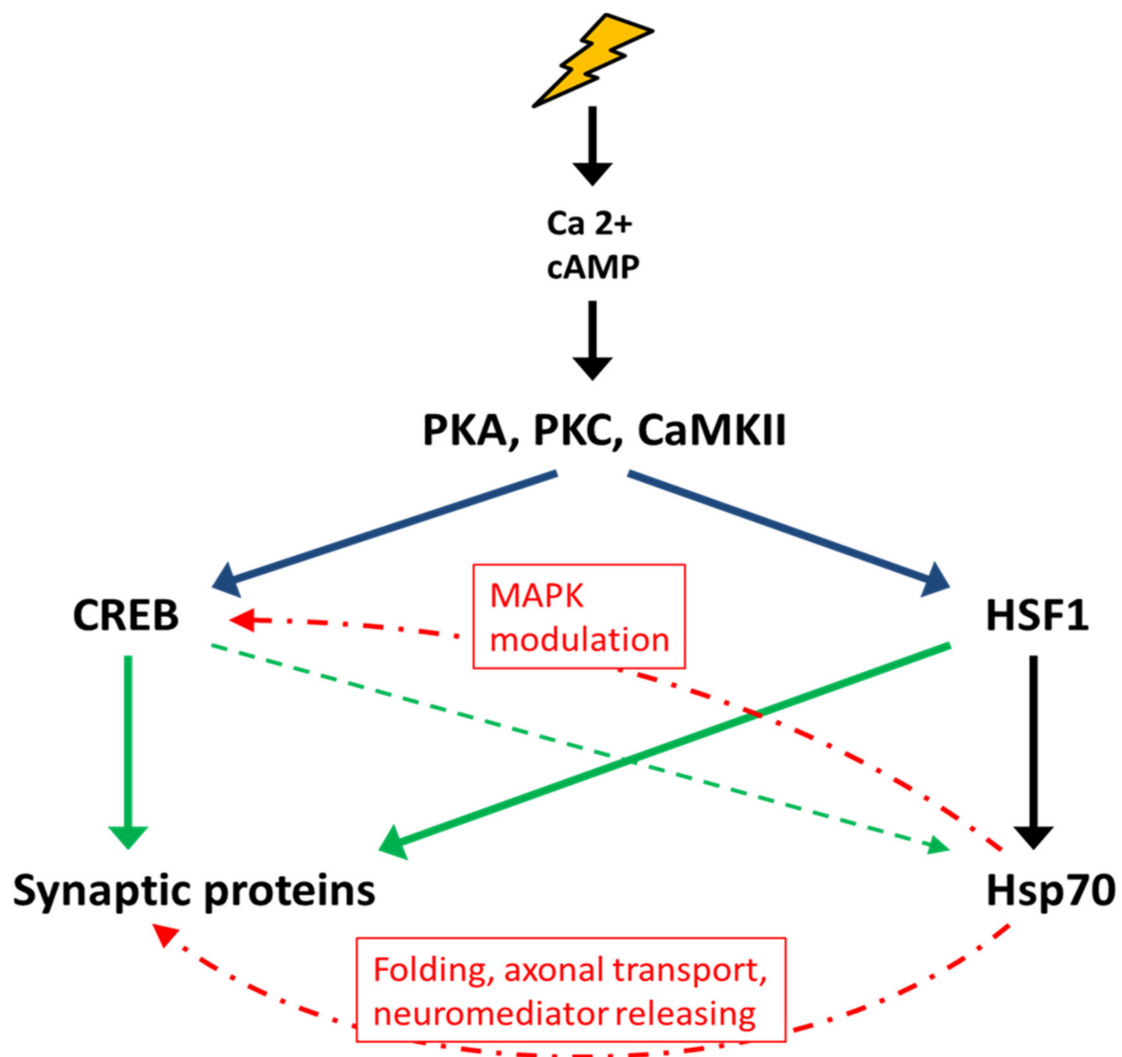 Ca 2+
cAMP
PKA, PKC, CaMKII
CREB
MAPK
modulation
HSF1
Synaptic proteins
Hsp70
Folding, axonal transport,
neuromediator releasing